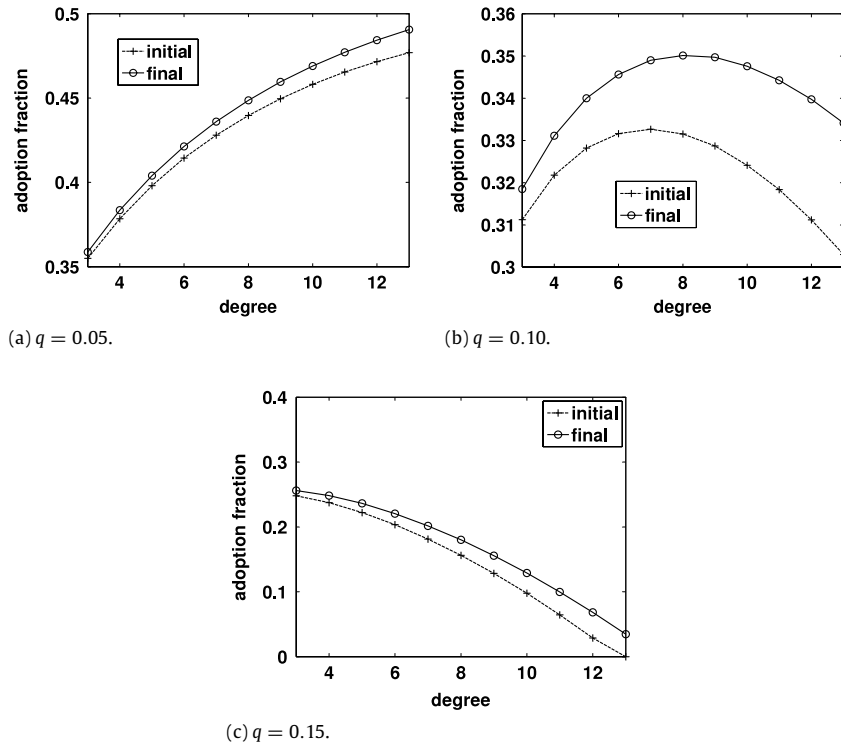 0.5
0.45
0.4
0.35
adoption fraction
initial
final
4 6 8 10 12
degree
(a) q = 0.05.
0.36
0.35
0.34
0.33
0.32
0.31
0.3
adoption fraction
initial
final
4 6 8 10 12
degree
(b) q = 0.10.
0.4
0.3
0.2
0.1
0
adoption fraction
initial
final
4 6 8 10 12
degree
(c) q = 0.15.